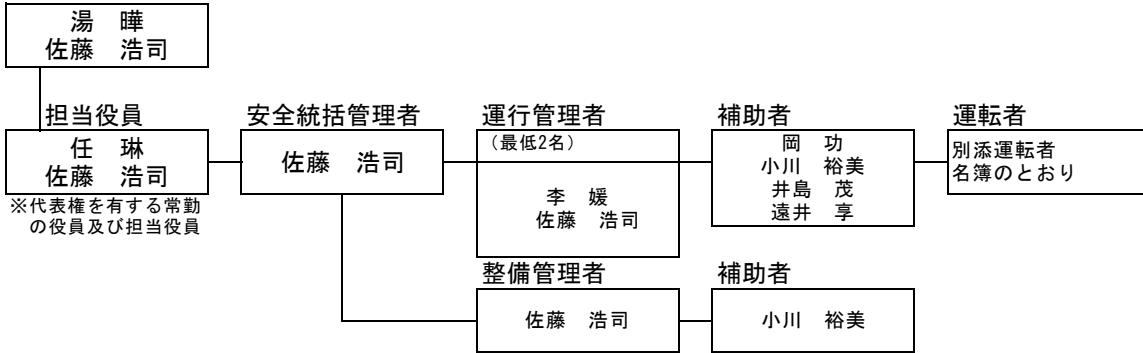 湯　曄
佐藤　浩司
担当役員
任　琳
佐藤　浩司
※代表権を有する常勤
の役員及び担当役員
安全統括管理者
佐藤　浩司
運行管理者
（最低2名）
李　媛
佐藤　浩司
補助者
岡　功
小川　裕美
井島　茂
遠井　享
運転者
別添運転者
名簿のとおり
整備管理者
佐藤　浩司
補助者
小川　裕美